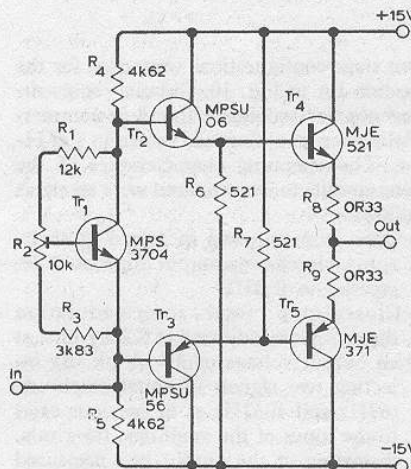 +15V
R4
4k62
Tr2
MPSU
06
Tr4
MJE
521
R1
12k
R6
521
R8
0R33
Tr1
MPS
3704
R2
10k
R7
521
Out
R9
0R33
R3
3k83
Tr3
Tr5
MJE
371
In
MPSU
56
R5
4k62
-15V